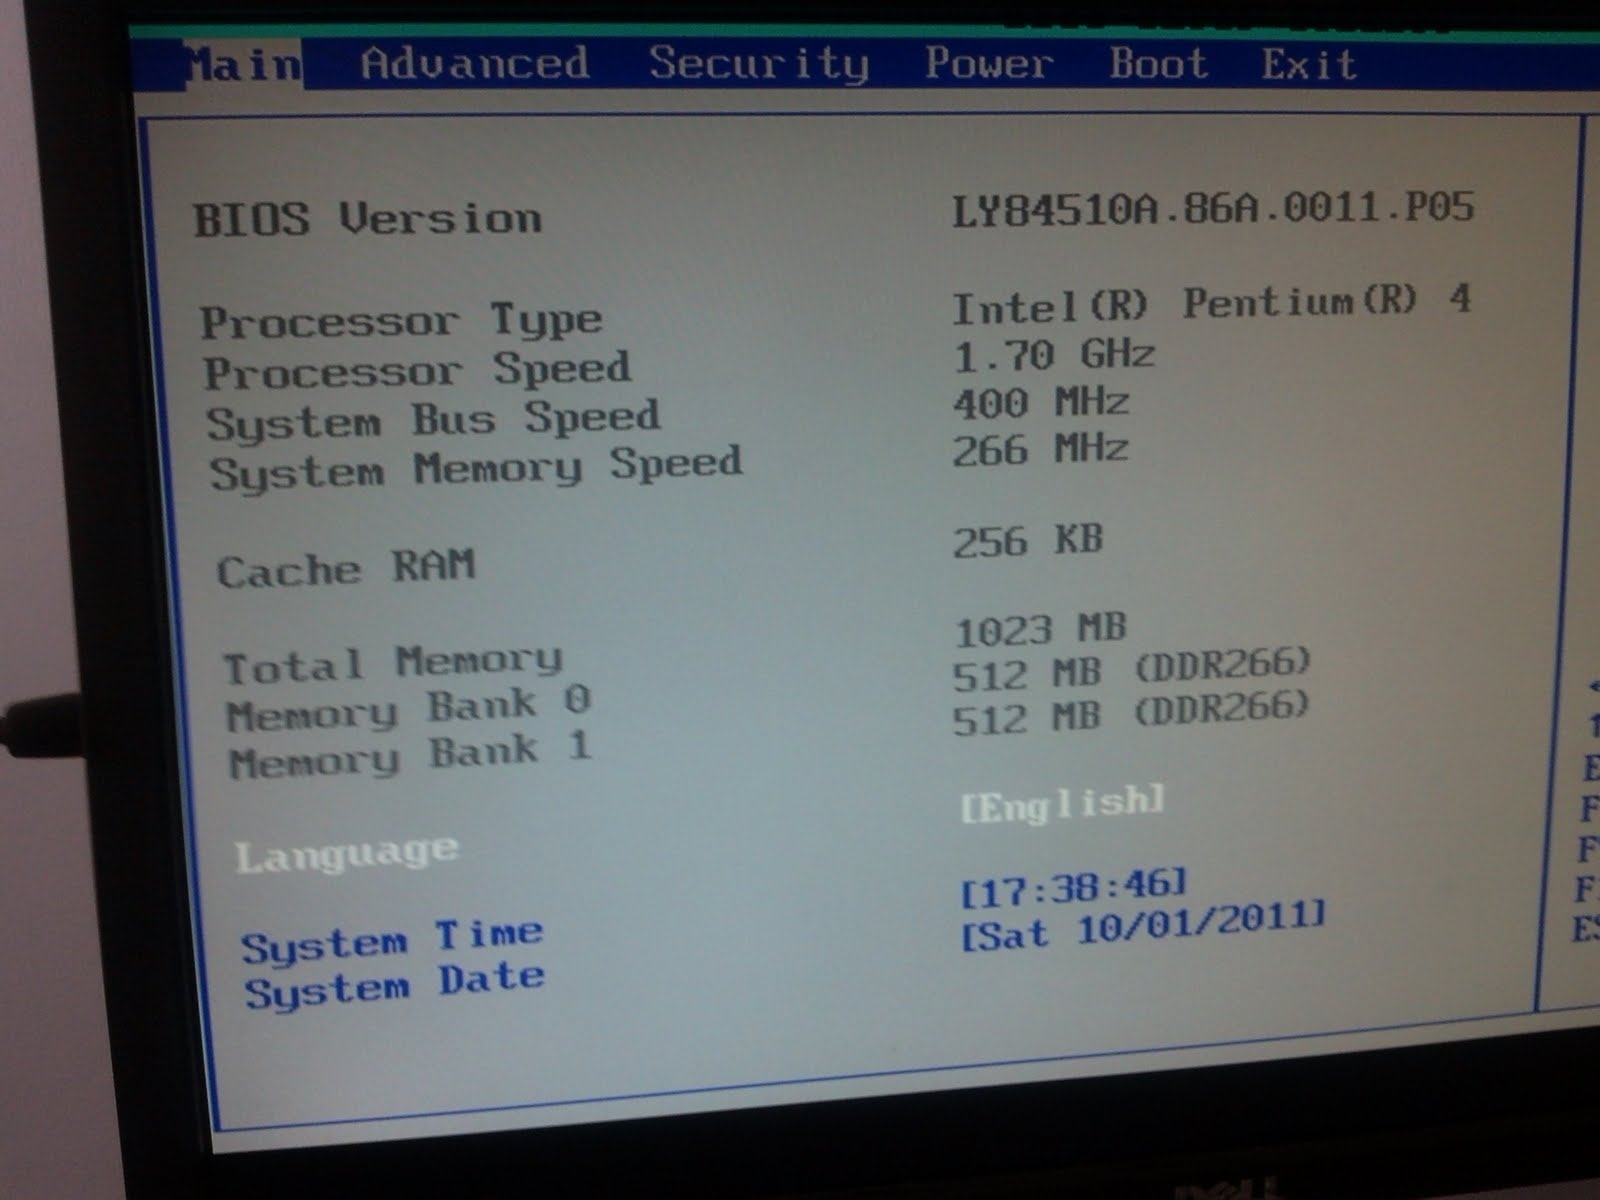 Main Advanced Security Power Boot Exit
BIOS Version LY84510A.86A.0011.P05
Processor Type Intel(R) Pentium(R) 4
Processor Speed 1.70 GHz
System Bus Speed 400 MHz
System Memory Speed 266 MHz
Cache RAM 256 KB
Total Memory 1023 MB
Memory Bank 0 512 MB (DDR266)
Memory Bank 1 512 MB (DDR266)
Language [English]
System Time [17:38:46]
System Date [Sat 10/01/2011]
DELL